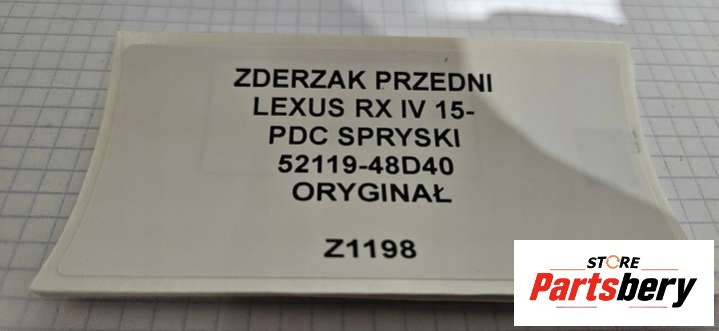 ZDERZAK PRZEDNI
LEXUS RX IV 15-
PDC SPRYSKI
52119-48D40
ORYGINAŁ
Z1198
STORE
Partsbery